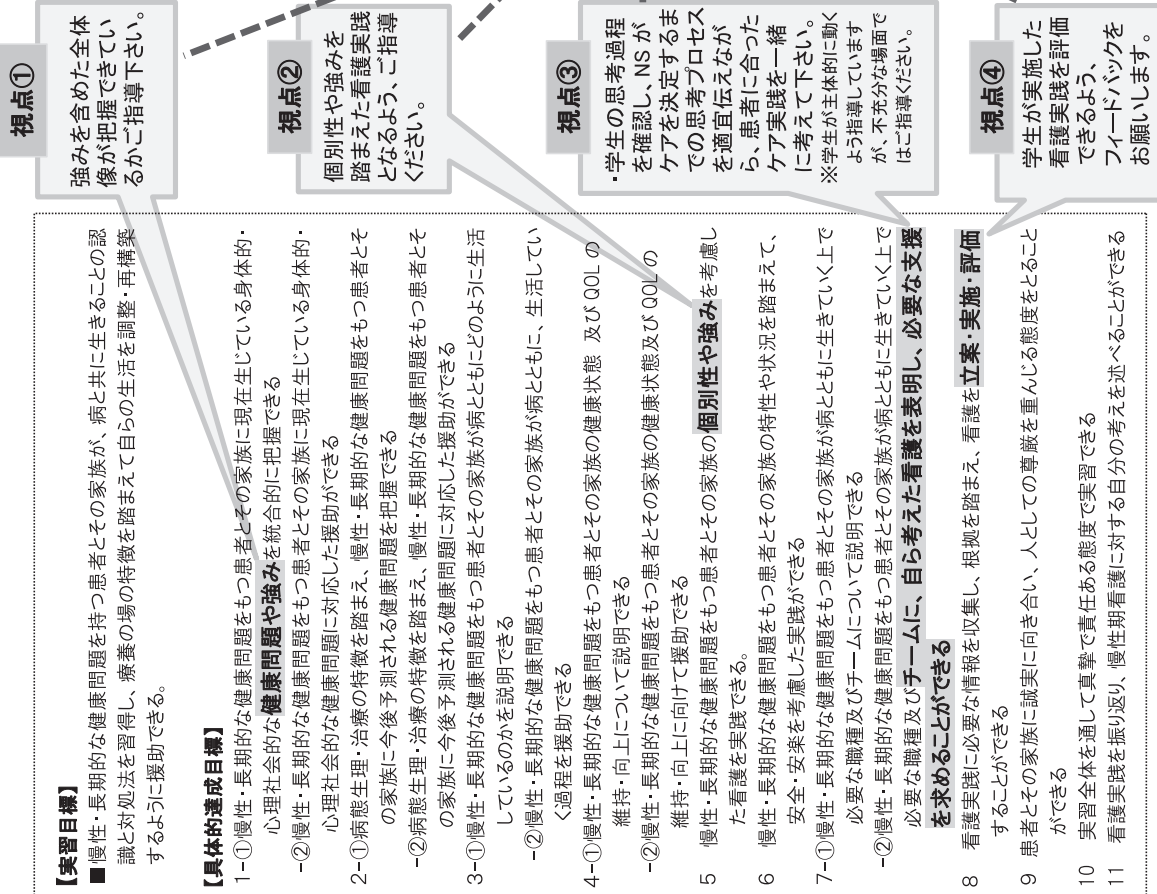 【実習目標】
■慢性・長期的な健康問題を持つ患者とその家族が、病と共に生きることの認
識と対処法を習得し、療養の場の特徴を踏まえて自らの生活を調整・再構築
するように援助できる。
【具体的達成目標】
1-①慢性・長期的な健康問題をもつ患者とその家族に現在生じている身体的・
心理社会的な健康問題や強みを統合的に把握できる
-②慢性・長期的な健康問題をもつ患者とその家族に現在生じている身体的・
心理社会的な健康問題に対応した援助ができる
2-①病態生理・治療の特徴を踏まえ、慢性・長期的な健康問題をもつ患者とそ
の家族に今後予測される健康問題を把握できる
-②病態生理・治療の特徴を踏まえ、慢性・長期的な健康問題をもつ患者とそ
の家族に今後予測される健康問題に対応した援助ができる
3-①慢性・長期的な健康問題をもつ患者とその家族が病とともにどのように生活
しているのかを説明できる
-②慢性・長期的な健康問題をもつ患者とその家族が病とともに、生活してい
く過程を援助できる
4-①慢性・長期的な健康問題をもつ患者とその家族の健康状態 及び QOL の
維持・向上について説明できる
-②慢性・長期的な健康問題をもつ患者とその家族の健康状態及び QOL の
維持・向上に向けて援助できる
5 慢性・長期的な健康問題をもつ患者とその家族の個別性や強みを考慮し
た看護を実践できる。
6 慢性・長期的な健康問題をもつ患者とその家族の特性や状況を踏まえて、
安全・安楽を考慮した実践ができる
7-①慢性・長期的な健康問題をもつ患者とその家族が病とともに生きていく上で
必要な職種及びチームについて説明できる
-②慢性・長期的な健康問題をもつ患者とその家族が病とともに生きていく上で
必要な職種及びチームに、自ら考えた看護を表明し、必要な支援
を求めることができる
8 看護実践に必要な情報を収集し、根拠を踏まえ、看護を立案・実施・評価
することができる
9 患者とその家族に誠実に向き合い、人としての尊厳を重んじる態度をとること
ができる
10 実習全体を通して真摯で責任ある態度で実習できる
11 看護実践を振り返り、慢性期看護に対する自分の考えを述べることができる
視点①
強みを含めた全体
像が把握できてい
るかご指導下さい。
視点②
個別性や強みを
踏まえた看護実践
となるよう、ご指導
ください。
視点③
・学生の思考過程
を確認し、NS が
ケアを決定するま
での思考プロセス
を適宜伝えなが
ら、患者に合った
ケア実践を一緒
に考えて下さい。
※学生が主体的に動く
よう指導しています
が、不充分な場面で
はご指導ください。
視点④
学生が実施した
看護実践を評価
できるよう、
フィードバックを
お願いします。